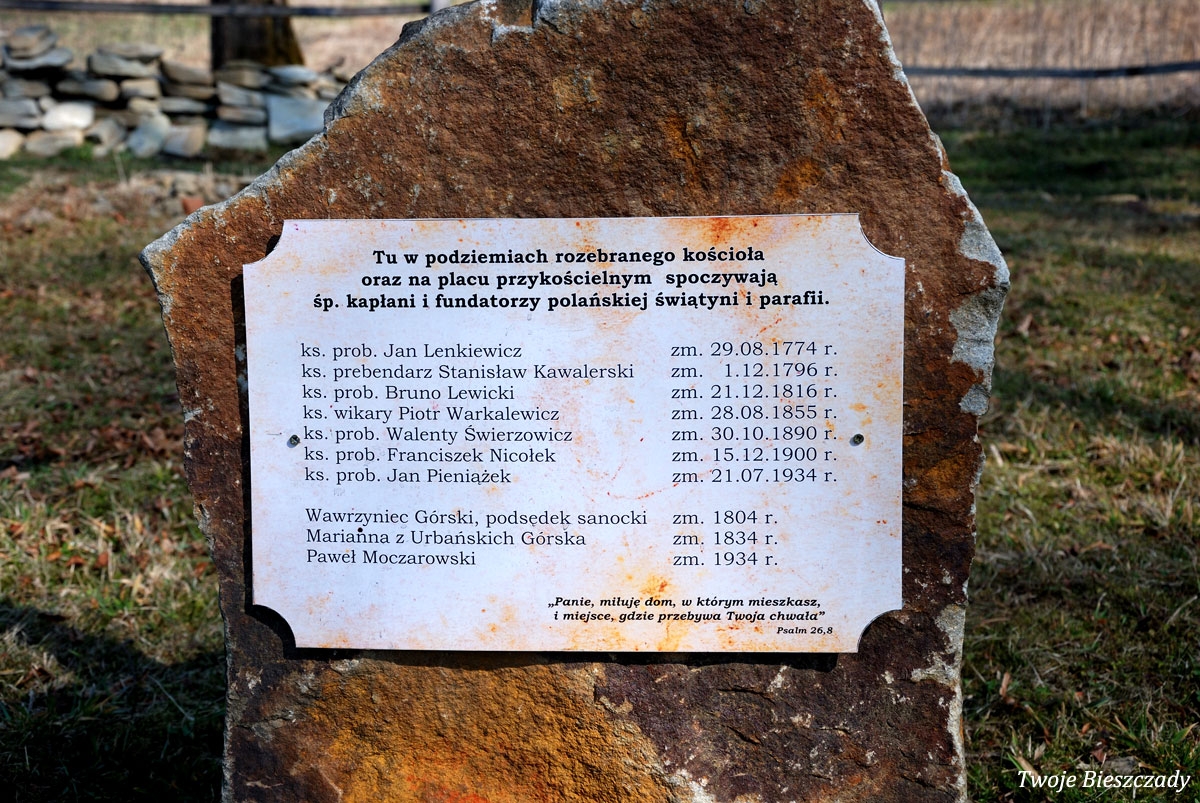 Tu w podziemiach rozebranego kościoła
oraz na placu przykościelnym spoczywają
śp. kapłani i fundatorzy polańskiej świątyni i parafii.
ks. prob. Jan Lenkiewicz zm. 29.08.1774 r.
ks. prebendarz Stanisław Kawalerski zm. 1.12.1796 r.
ks. prob. Bruno Lewicki zm. 21.12.1816 r.
ks. wikary Piotr Warkalewicz zm. 28.08.1855 r.
ks. prob. Walenty Świerzowicz zm. 30.10.1890 r.
ks. prob. Franciszek Nicołek zm. 15.12.1900 r.
ks. prob. Jan Pieniążek zm. 21.07.1934 r.
Wawrzyniec Górski, podsędek sanocki zm. 1804 r.
Marianna z Urbańskich Górska zm. 1834 r.
Paweł Moczarowski zm. 1934 r.
„Panie, miłuję dom, w którym mieszkasz,
i miejsce, gdzie przebywa Twoja chwała”
Psalm 26,8
Twoje Bieszczady